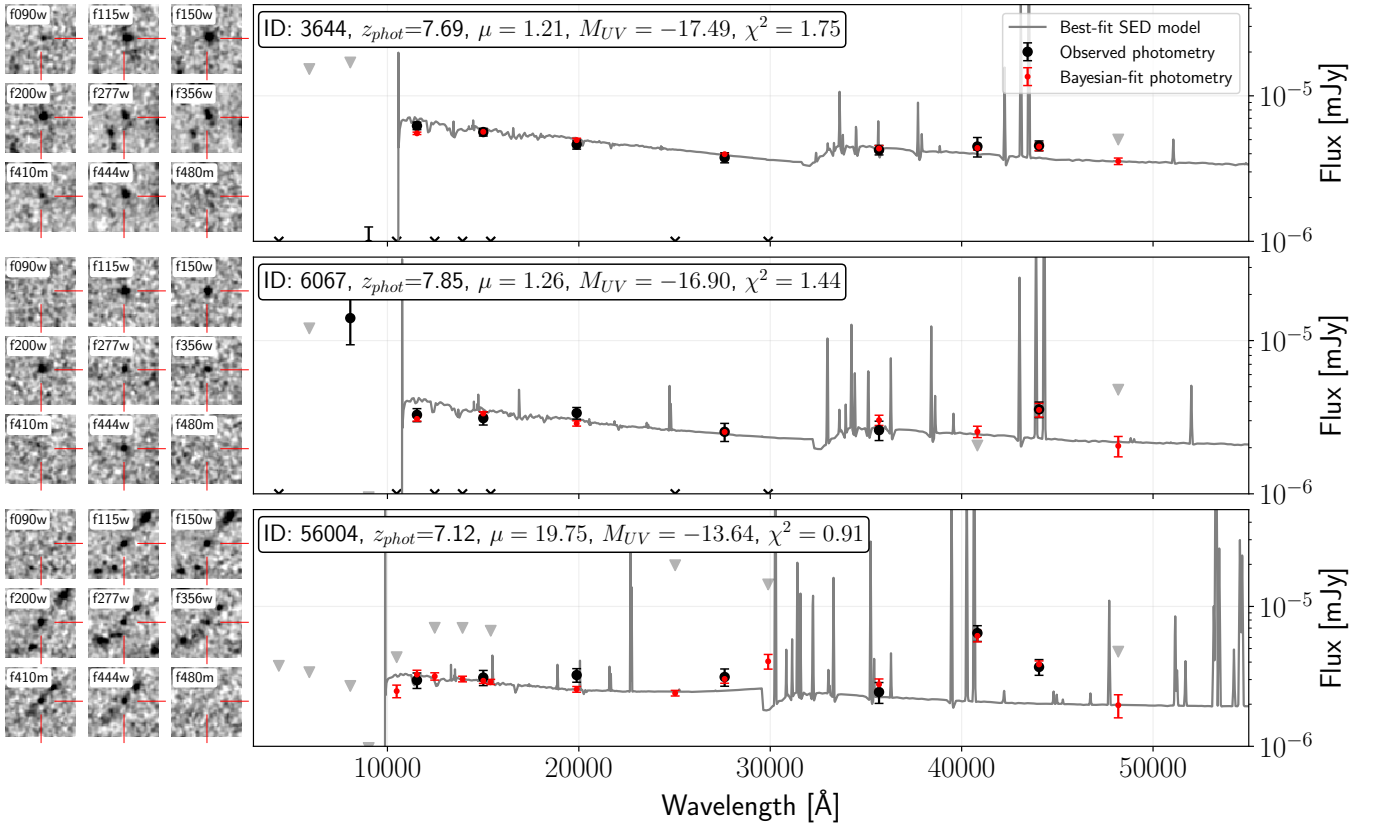 f090w f115w f150w
f200w f277w f356w
f410m f444w f480m
ID: 3644, z_phot=7.69, μ = 1.21, M_UV = −17.49, χ² = 1.75
Best-fit SED model
Observed photometry
Bayesian-fit photometry
10⁻⁵
10⁻⁶
Flux [mJy]
f090w f115w f150w
f200w f277w f356w
f410m f444w f480m
ID: 6067, z_phot=7.85, μ = 1.26, M_UV = −16.90, χ² = 1.44
10⁻⁵
10⁻⁶
Flux [mJy]
f090w f115w f150w
f200w f277w f356w
f410m f444w f480m
ID: 56004, z_phot=7.12, μ = 19.75, M_UV = −13.64, χ² = 0.91
10⁻⁵
10⁻⁶
Flux [mJy]
10000 20000 30000 40000 50000
Wavelength [Å]